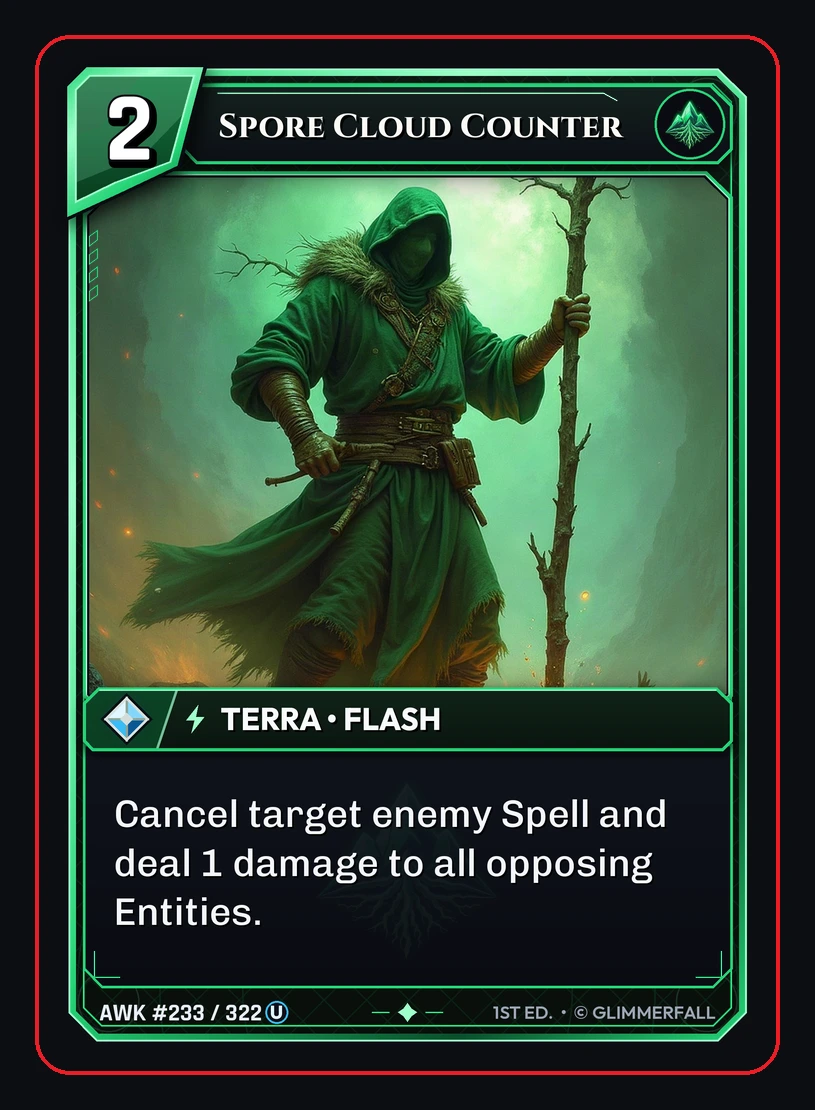 2
Spore Cloud Counter
TERRA • FLASH
Cancel target enemy Spell and
deal 1 damage to all opposing
Entities.
AWK #233 / 322 U
1ST ED. • © GLIMMERFALL